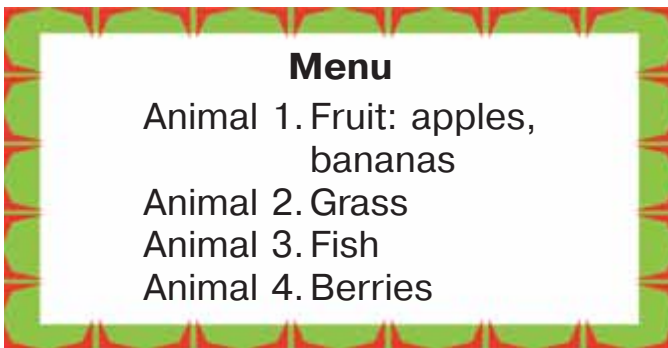 Menu
Animal 1. Fruit: apples,
bananas
Animal 2. Grass
Animal 3. Fish
Animal 4. Berries